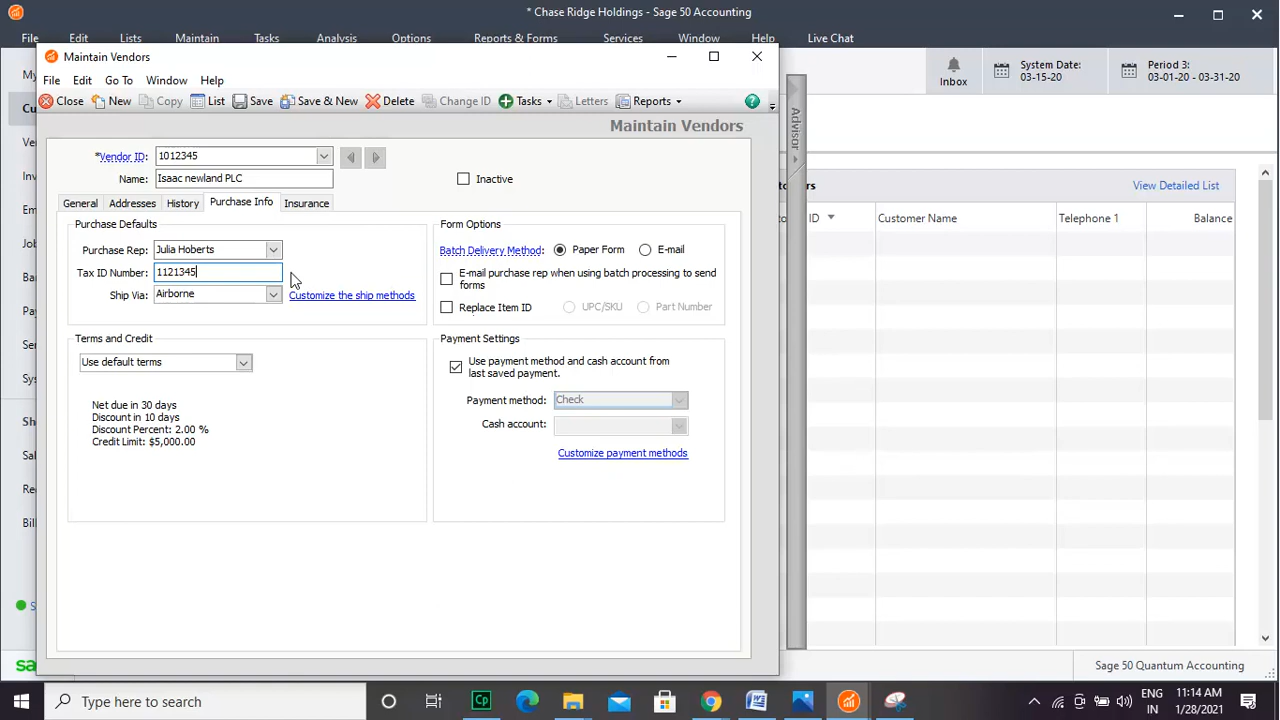 * Chase Ridge Holdings - Sage 50 Accounting
File Edit Lists Maintain Tasks Analysis Options Reports & Forms Services Window Help Live Chat
Maintain Vendors
File Edit Go To Window Help
Close New Copy List Save Save & New Delete Change ID Tasks Letters Reports
Inbox
System Date:
03-15-20
Period 3:
03-01-20 - 03-31-20
Maintain Vendors
Advisor
*Vendor ID: 1012345
Name: Isaac newland PLC
Inactive
General Addresses History Purchase Info Insurance
Purchase Defaults
Purchase Rep: Julia Hoberts
Tax ID Number: 1121345
Ship Via: Airborne Customize the ship methods
Form Options
Batch Delivery Method: Paper Form E-mail
E-mail purchase rep when using batch processing to send
forms
Replace Item ID UPC/SKU Part Number
Terms and Credit
Use default terms
Net due in 30 days
Discount in 10 days
Discount Percent: 2.00 %
Credit Limit: $5,000.00
Payment Settings
Use payment method and cash account from
last saved payment.
Payment method: Check
Cash account:
Customize payment methods
View Detailed List
ID Customer Name Telephone 1 Balance
Sage 50 Quantum Accounting
Type here to search
ENG
IN
11:14 AM
1/28/2021